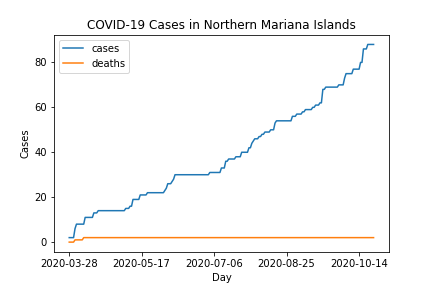 COVID-19 Cases in Northern Mariana Islands
cases
deaths
80
60
40
20
0
Cases
2020-03-28 2020-05-17 2020-07-06 2020-08-25 2020-10-14
Day